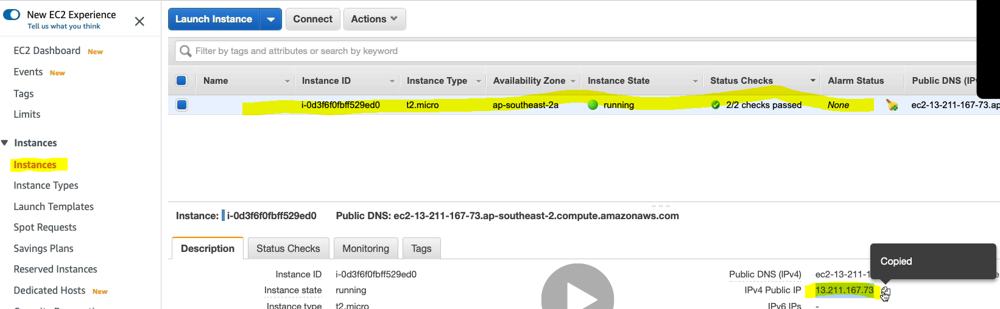 New EC2 Experience
Tell us what you think
EC2 Dashboard New
Events New
Tags
Limits
Instances
Instances
Instance Types
Launch Templates
Spot Requests
Savings Plans
Reserved Instances
Dedicated Hosts New
Launch Instance Connect Actions
Filter by tags and attributes or search by keyword
Name Instance ID Instance Type Availability Zone Instance State Status Checks Alarm Status Public DNS (IPv
i-0d3f6f0fbff529ed0 t2.micro ap-southeast-2a running 2/2 checks passed None ec2-13-211-167-73.ap
Instance: i-0d3f6f0fbff529ed0 Public DNS: ec2-13-211-167-73.ap-southeast-2.compute.amazonaws.com
Description Status Checks Monitoring Tags
Copied
Instance ID i-0d3f6f0fbff529ed0 Public DNS (IPv4) ec2-13-211-1
Instance state running IPv4 Public IP 13.211.167.73
Instance type t2.micro IPv6 IPs -